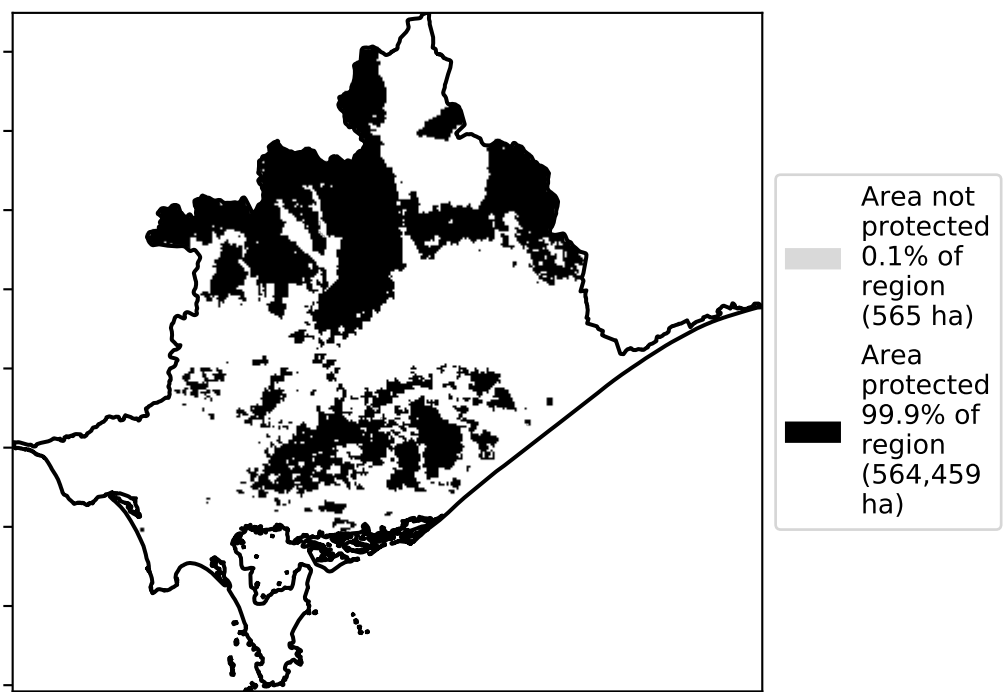 Area not
protected
0.1% of
region
(565 ha)
Area
protected
99.9% of
region
(564,459
ha)